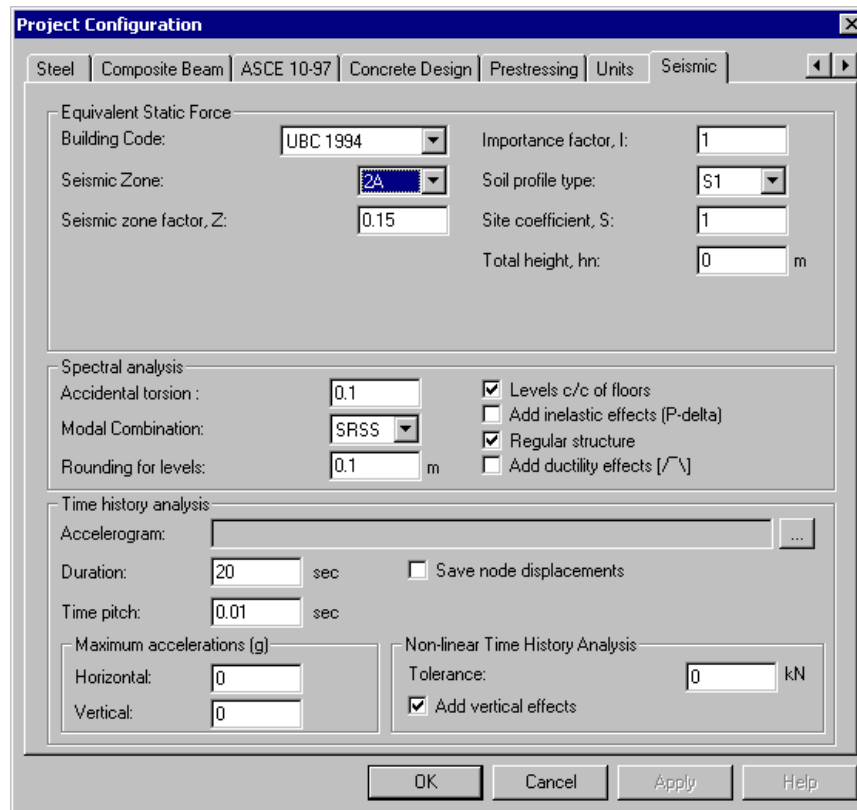 Project Configuration
Steel Composite Beam ASCE 10-97 Concrete Design Prestressing Units Seismic
Equivalent Static Force
Building Code: UBC 1994 Importance factor, I: 1
Seismic Zone: 2A Soil profile type: S1
Seismic zone factor, Z: 0.15 Site coefficient, S: 1
Total height, hn: 0 m
Spectral analysis
Accidental torsion : 0.1 Levels c/c of floors
Add inelastic effects (P-delta)
Modal Combination: SRSS Regular structure
Rounding for levels: 0.1 m Add ductility effects [/¯\]
Time history analysis
Accelerogram: ...
Duration: 20 sec Save node displacements
Time pitch: 0.01 sec
Maximum accelerations (g) Non-linear Time History Analysis
Horizontal: 0 Tolerance: 0 kN
Vertical: 0 Add vertical effects
OK Cancel Apply Help